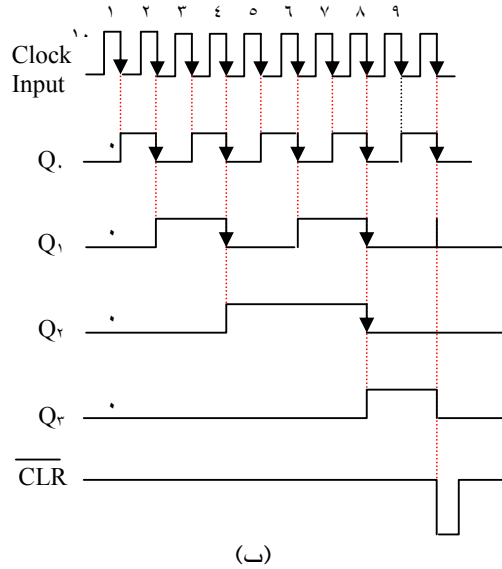 ١ ٢ ٣ ٤ ٥ ٦ ٧ ٨ ٩
١٠
Clock
Input
Q٠ ٠
Q١ ٠
Q٢ ٠
Q٣ ٠
CLR
(ب)